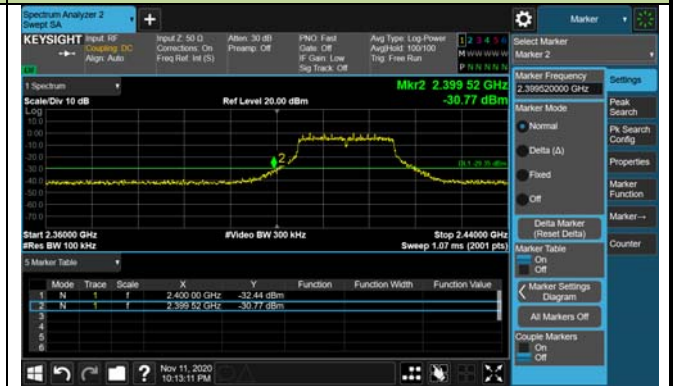 Spectrum Analyzer 2
Swept SA
+
Marker
KEYSIGHT Input: RF
Coupling: DC
Align: Auto
Input Z: 50 Ω
Corrections: On
Freq Ref: Int (S)
Atten: 30 dB
Preamp: Off
PNO: Fast
Gate: Off
IF Gain: Low
Sig Track: Off
Avg Type: Log-Power
Avg|Hold: 100/100
Trig: Free Run
1 2 3 4 5 6
M W W W W W
P N N N N N
Select Marker
Marker 2
1 Spectrum
Scale/Div 10 dB
Ref Level 20.00 dBm
Mkr2 2.399 52 GHz
-30.77 dBm
Log
10.0
0.00
-10.0
-20.0
-30.0
-40.0
-50.0
-60.0
-70.0
2
DL1 -29.35 dBm
Start 2.36000 GHz
#Video BW 300 kHz
Stop 2.44000 GHz
#Res BW 100 kHz
Sweep 1.07 ms (2001 pts)
5 Marker Table
Mode Trace Scale X Y Function Function Width Function Value
1 N 1 f 2.400 00 GHz -32.44 dBm
2 N 1 f 2.399 52 GHz -30.77 dBm
3
4
5
6
Marker Frequency
2.399520000 GHz
Marker Mode
Normal
Delta (Δ)
Fixed
Off
Delta Marker
(Reset Delta)
Marker Table
On
Off
Marker Settings
Diagram
All Markers Off
Couple Markers
On
Off
Settings
Peak
Search
Pk Search
Config
Properties
Marker
Function
Marker→
Counter
?
Nov 11, 2020
10:13:11 PM